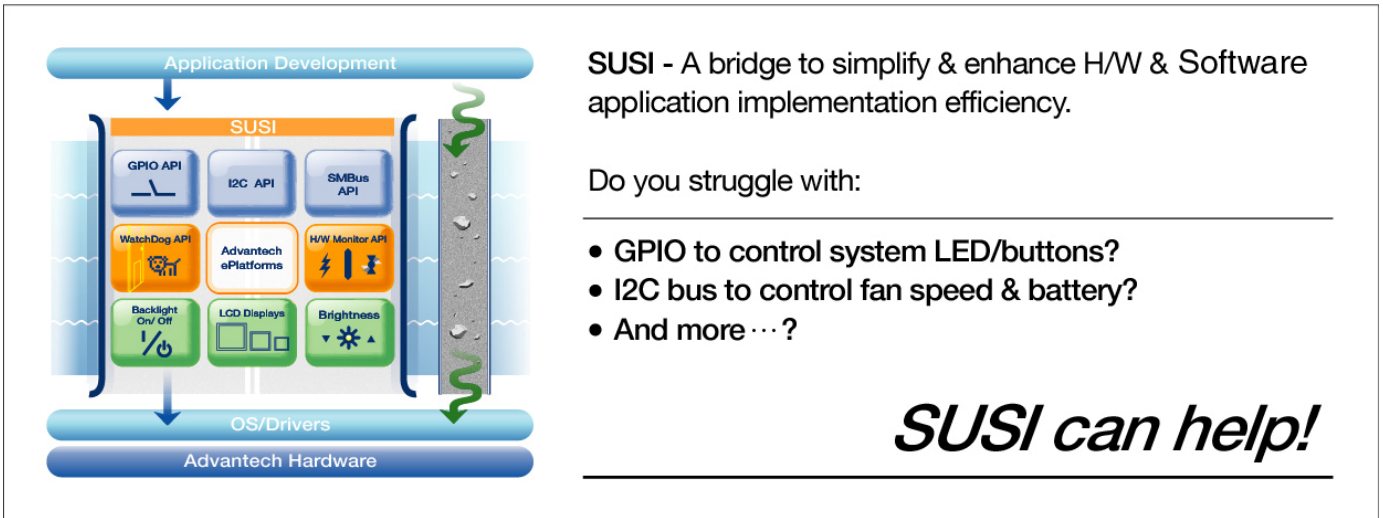 Application Development
SUSI
GPIO API
I2C API
SMBus
API
WatchDog API
Advantech
ePlatforms
H/W Monitor API
Backlight
On/ Off
LCD Displays
Brightness
OS/Drivers
Advantech Hardware
SUSI - A bridge to simplify & enhance H/W & Software
application implementation efficiency.
Do you struggle with:
• GPIO to control system LED/buttons?
• I2C bus to control fan speed & battery?
• And more ··· ?
SUSI can help!